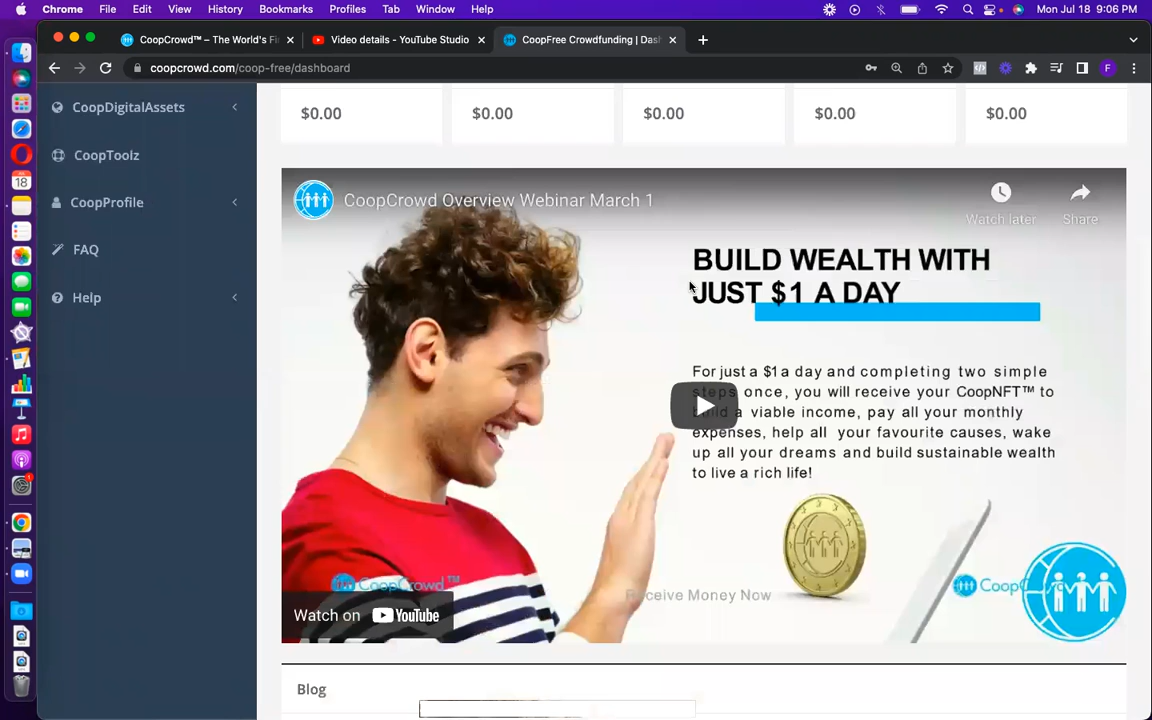 Chrome File Edit View History Bookmarks Profiles Tab Window Help Mon Jul 18 9:06 PM
CoopCrowd™ – The World's Fi Video details - YouTube Studio CoopFree Crowdfunding | Das
coopcrowd.com/coop-free/dashboard
F
18
CoopDigitalAssets
CoopToolz
CoopProfile
FAQ
Help
$0.00 $0.00 $0.00 $0.00 $0.00
CoopCrowd Overview Webinar March 1
Watch later Share
BUILD WEALTH WITH
JUST $1 A DAY
For just a $1 a day and completing two simple
steps once, you will receive your CoopNFT™ to
build a viable income, pay all your monthly
expenses, help all your favourite causes, wake
up all your dreams and build sustainable wealth
to live a rich life!
CoopCrowd™
Receive Money Now
Watch on YouTube
Blog